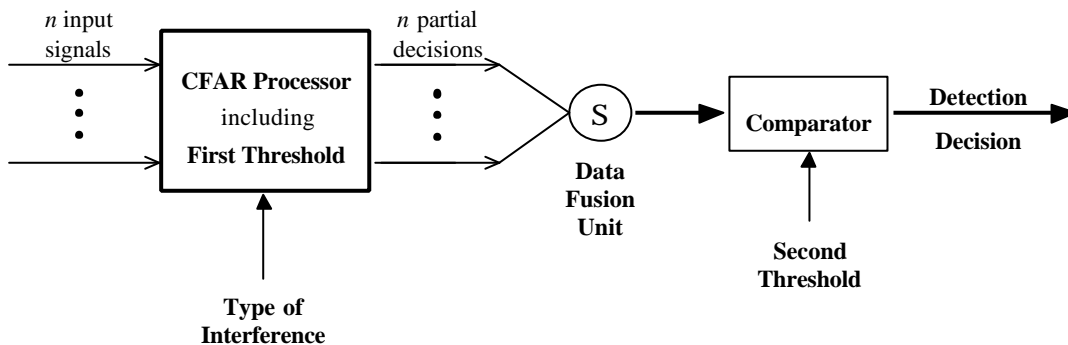 n input
signals
CFAR Processor
including
First Threshold
n partial
decisions
S
Data
Fusion
Unit
Comparator
Detection
Decision
Second
Threshold
Type of
Interference